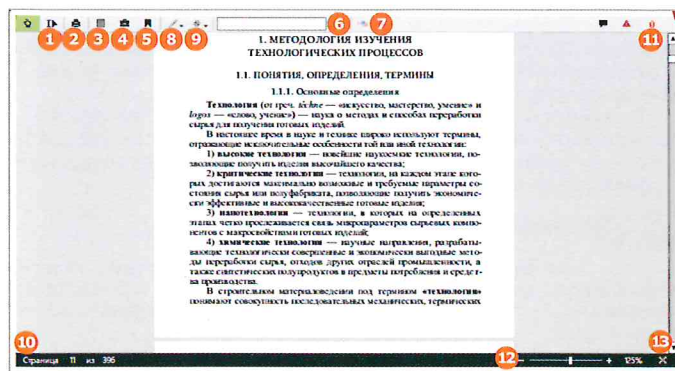 6 7
1 2 3 4 5 8 9 11
1. МЕТОДОЛОГИЯ ИЗУЧЕНИЯ
ТЕХНОЛОГИЧЕСКИХ ПРОЦЕССОВ
1.1. ПОНЯТИЯ, ОПРЕДЕЛЕНИЯ, ТЕРМИНЫ
1.1.1. Основные определения
Технология (от греч. téchne — «искусство, мастерство, умение» и
logos — «слово, учение») — наука о методах и способах переработки
сырья для получения готовых изделий.
В настоящее время в науке и технике широко используют термины,
отражающие исключительные особенности той или иной технологии:
1) высокие технологии — новейшие наукоемкие технологии, по-
зволяющие получить изделия высочайшего качества;
2) критические технологии — технологии, на каждом этапе кото-
рых достигаются максимально возможные и требуемые параметры со-
стояния сырья или полуфабриката, позволяющие получить экономиче-
ски эффективные и высококачественные готовые изделия;
3) нанотехнологии — технологии, в которых на определенных
этапах четко прослеживается связь микропараметров сырьевых компо-
нентов с макросвойствами готовых изделий;
4) химические технологии — научные направления, разрабаты-
вающие технологически совершенные и экономически выгодные мето-
ды переработки сырья, отходов других отраслей промышленности, а
также синтетических полупродуктов в предметы потребления и средст-
ва производства.
В строительном материаловедении под термином «технология»
понимают совокупность последовательных механических, термических
10 12 13
Страница 11 из 396 125%